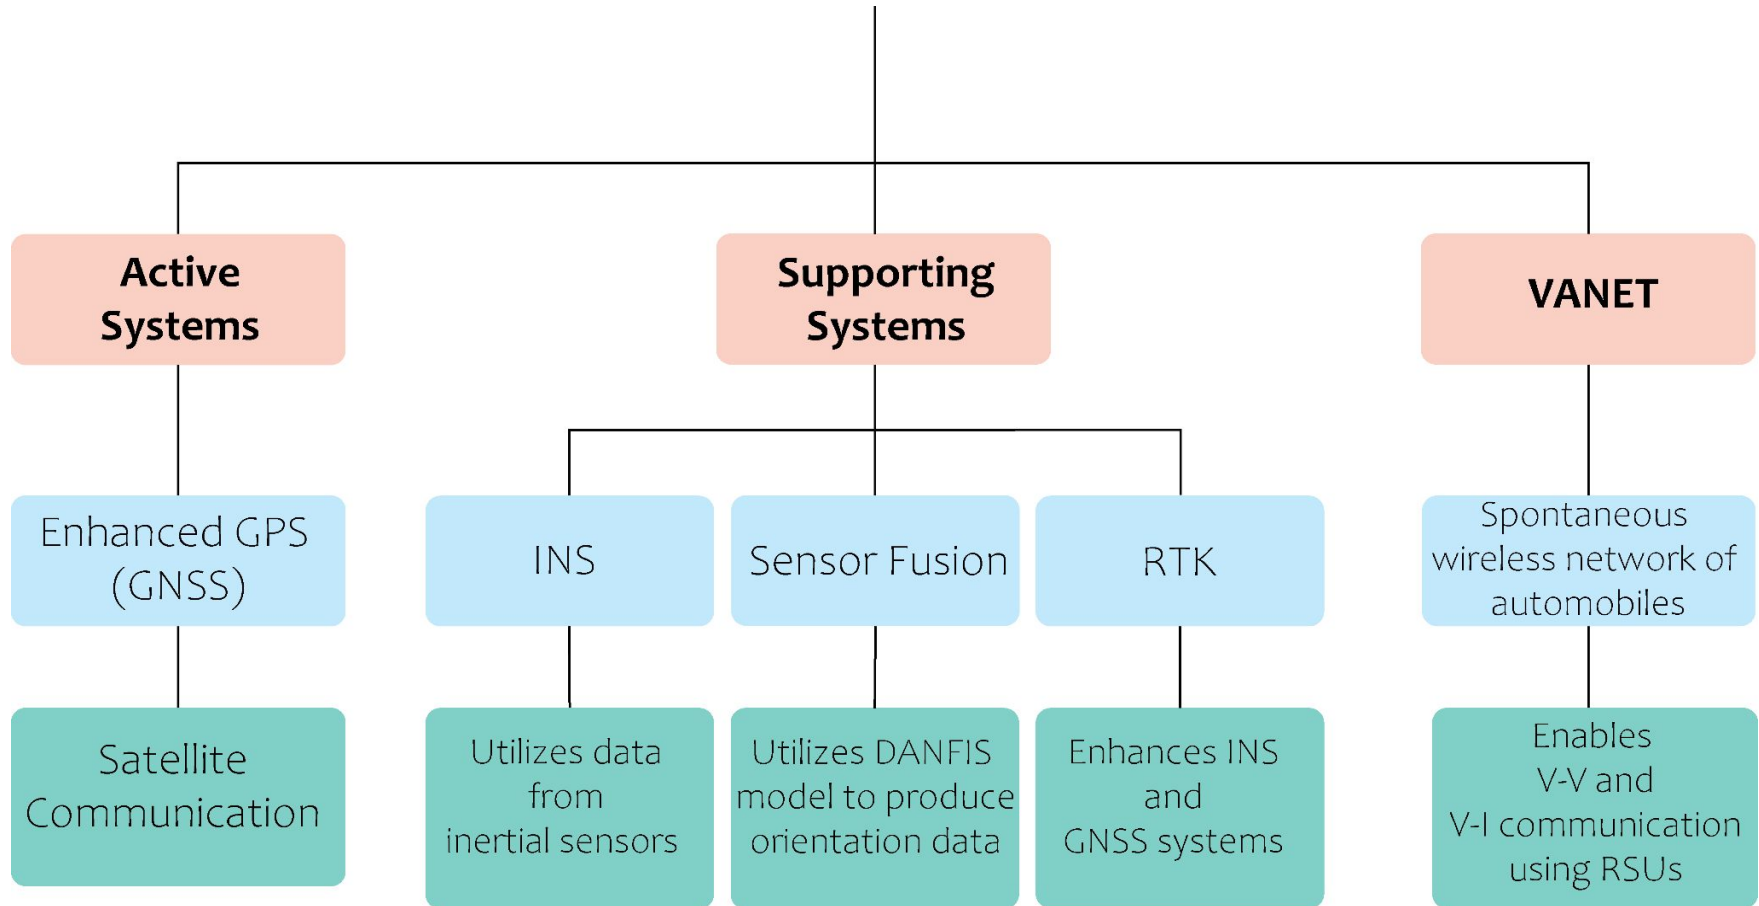 Active
Systems
Supporting
Systems
VANET
Enhanced GPS
(GNSS)
INS
Sensor Fusion
RTK
Spontaneous
wireless network of
automobiles
Satellite
Communication
Utilizes data
from
inertial sensors
Utilizes DANFIS
model to produce
orientation data
Enhances INS
and
GNSS systems
Enables
V-V and
V-I communication
using RSUs